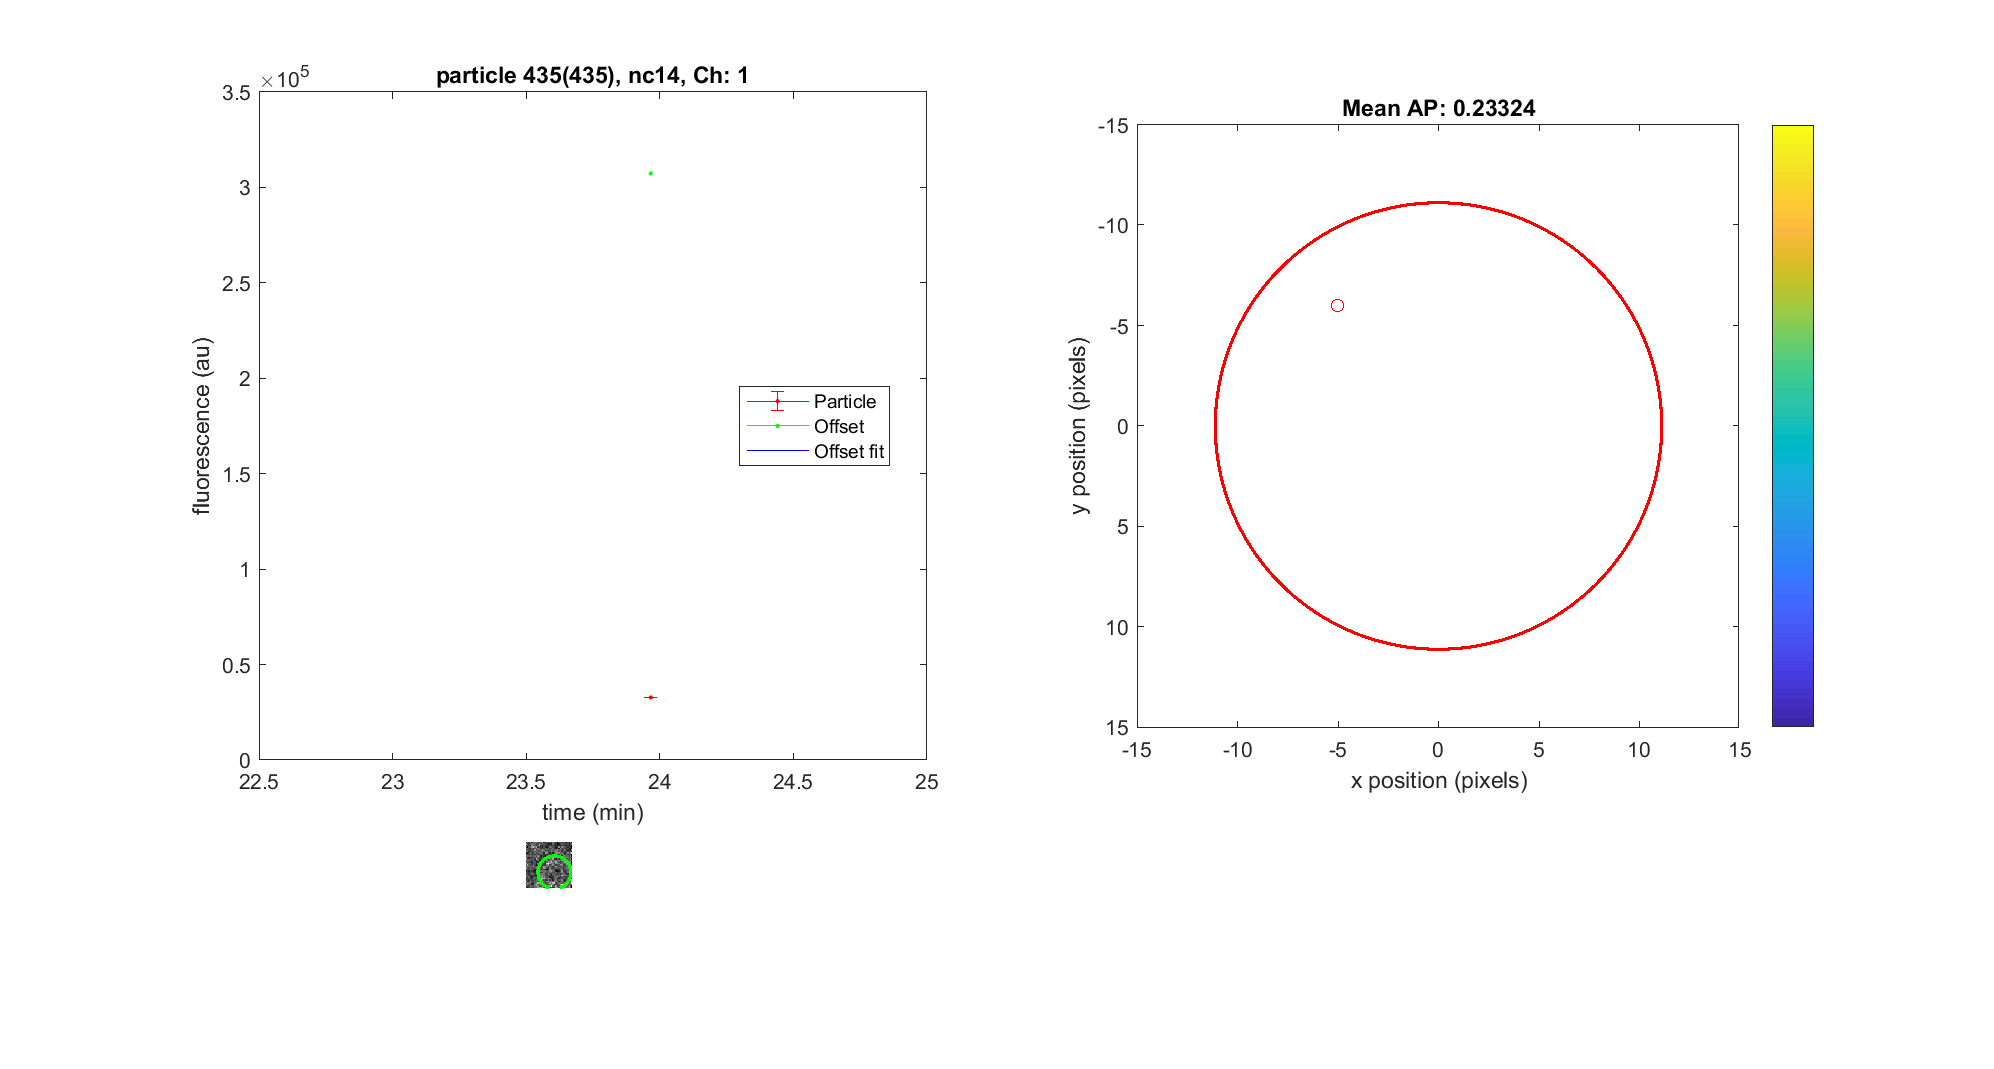 particle 435(435), nc14, Ch: 1
×10^5
3.5
3
2.5
2
1.5
1
0.5
0
22.5 23 23.5 24 24.5 25
time (min)
fluorescence (au)
Particle
Offset
Offset fit
Mean AP: 0.23324
-15
-10
-5
0
5
10
15
-15 -10 -5 0 5 10 15
x position (pixels)
y position (pixels)